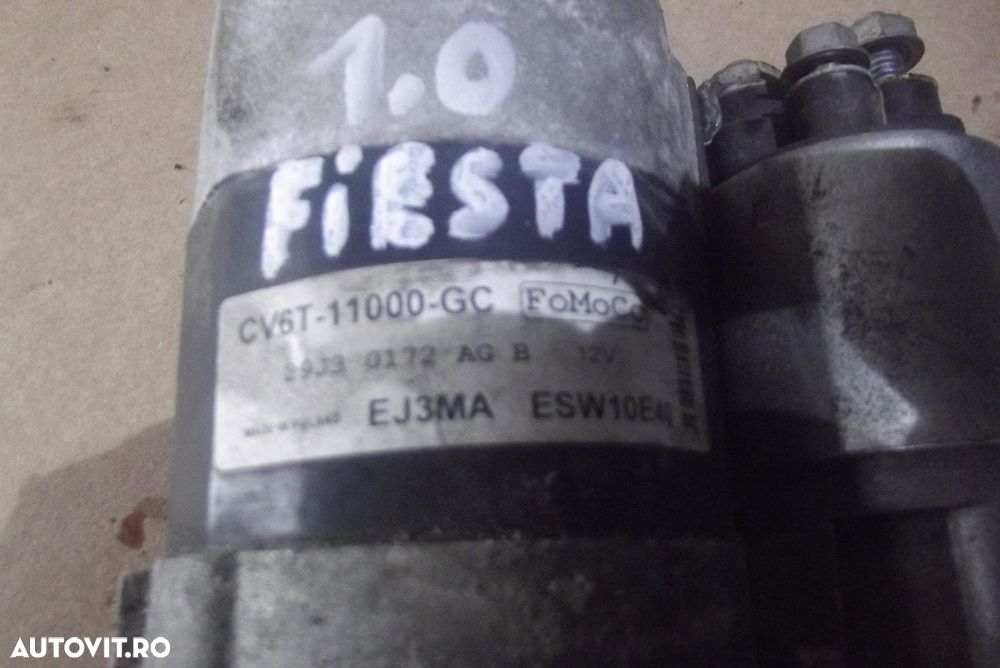 1.0
FiESTA
CV6T-11000-GC FoMoCo
0172 AG B 12V
EJ3MA ESW10E40
AUTOVIT.RO